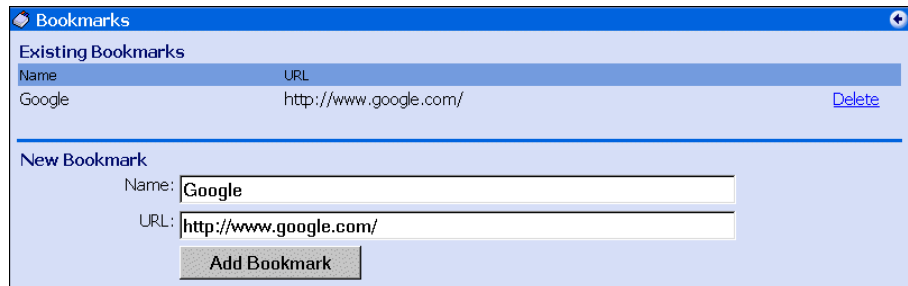 Bookmarks
Existing Bookmarks
Name URL
Google http://www.google.com/ Delete
New Bookmark
Name: Google
URL: http://www.google.com/
Add Bookmark